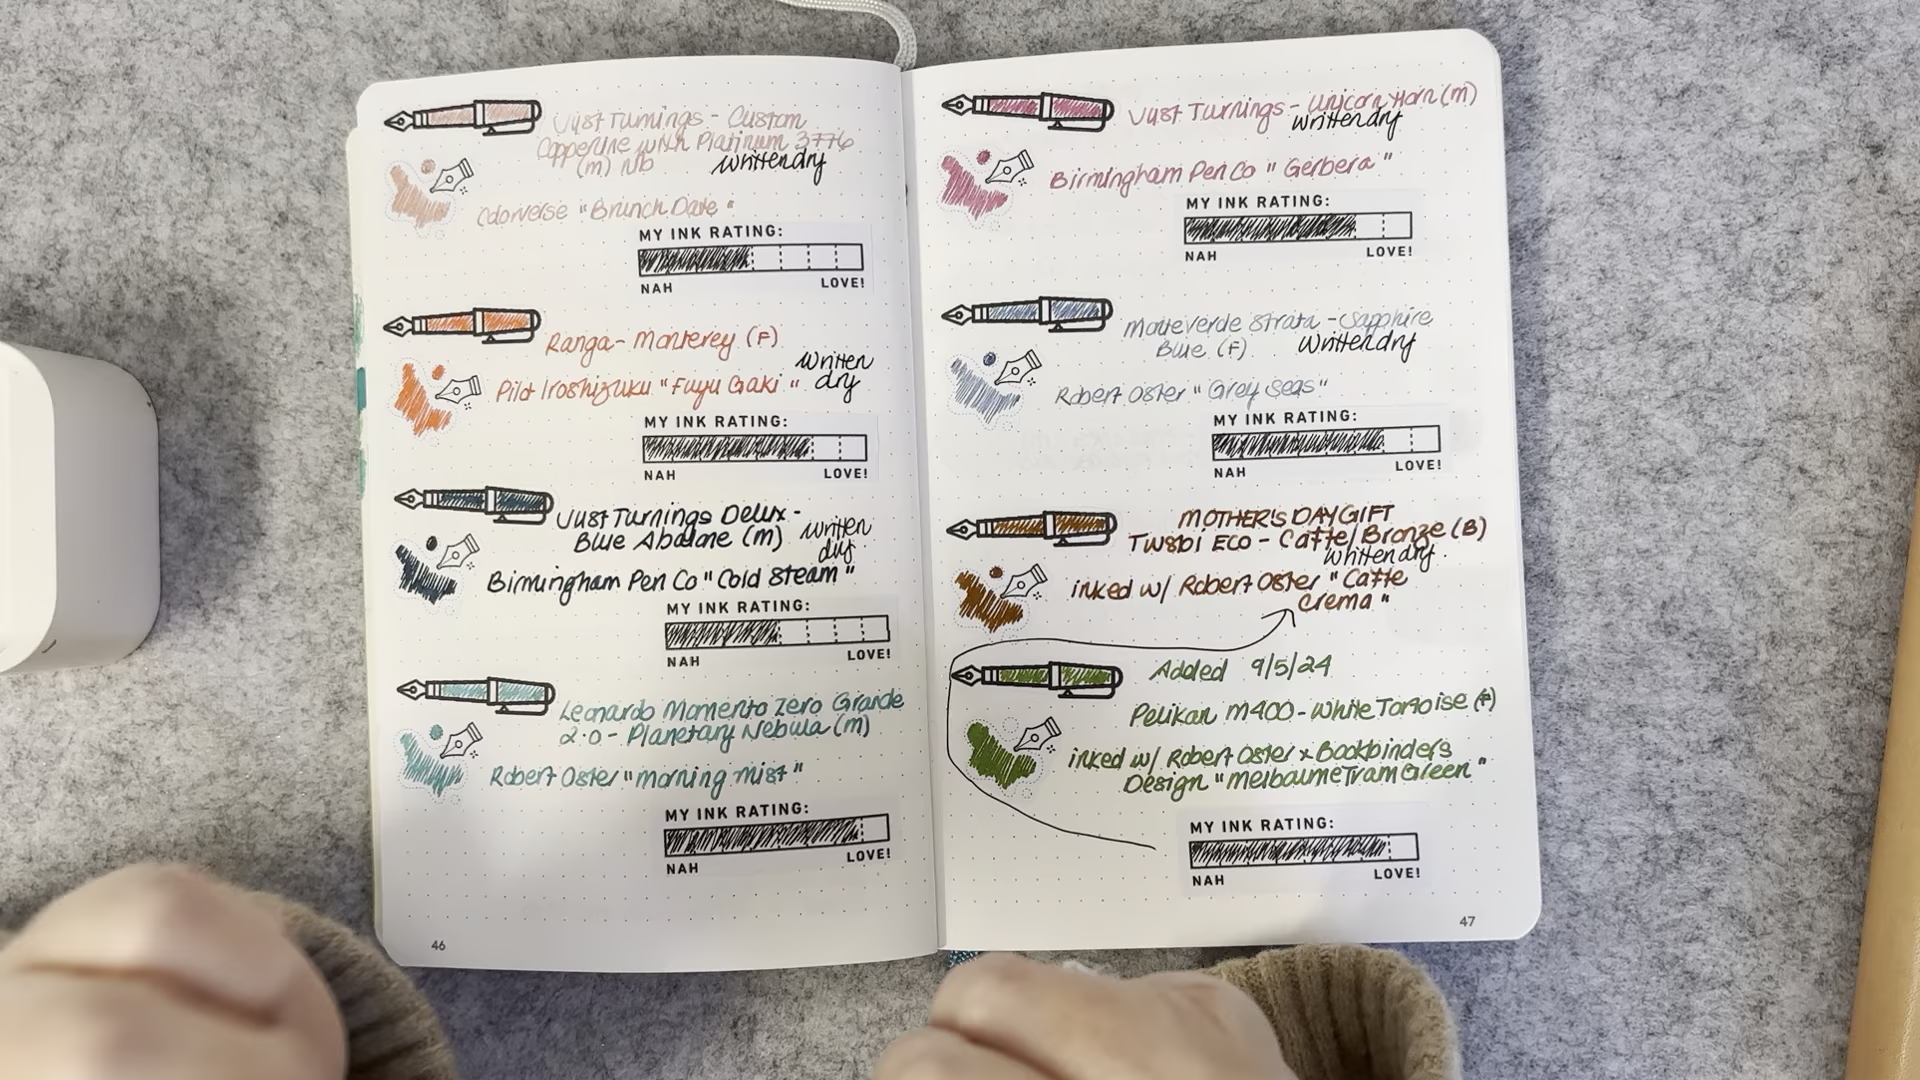 Just Turnings - Custom
Copperine with Platinum 3776
(m) Nib written dry
Colorverse "Brunch Date"
MY INK RATING:
NAH LOVE!
Ranga - Monterey (F)
written
dry
Pilot Iroshizuku "Fuyu Gaki"
MY INK RATING:
NAH LOVE!
Just Turnings Delux -
Blue Abalone (m)
written
dry
Birmingham Pen Co "Cold Steam"
MY INK RATING:
NAH LOVE!
Leonardo Momento Zero Grande
2.0 - Planetary Nebula (m)
Robert Oster "morning mist"
MY INK RATING:
NAH LOVE!
46
Just Turnings - Unicorn Horn (m)
written dry
Birmingham Pen Co "Gerbera"
MY INK RATING:
NAH LOVE!
Monteverde Strata - Sapphire
Blue (F) written dry
Robert Oster "Grey Seas"
MY INK RATING:
NAH LOVE!
MOTHER'S DAY GIFT
Twsbi ECO - Caffe/Bronze (B)
written dry.
inked w/ Robert Oster "Caffe
Crema"
Added 9/5/24
Pelikan M400 - White Tortoise (F)
inked w/ Robert Oster x Bookbinders
Design "Melbourne Tram Green"
MY INK RATING:
NAH LOVE!
47